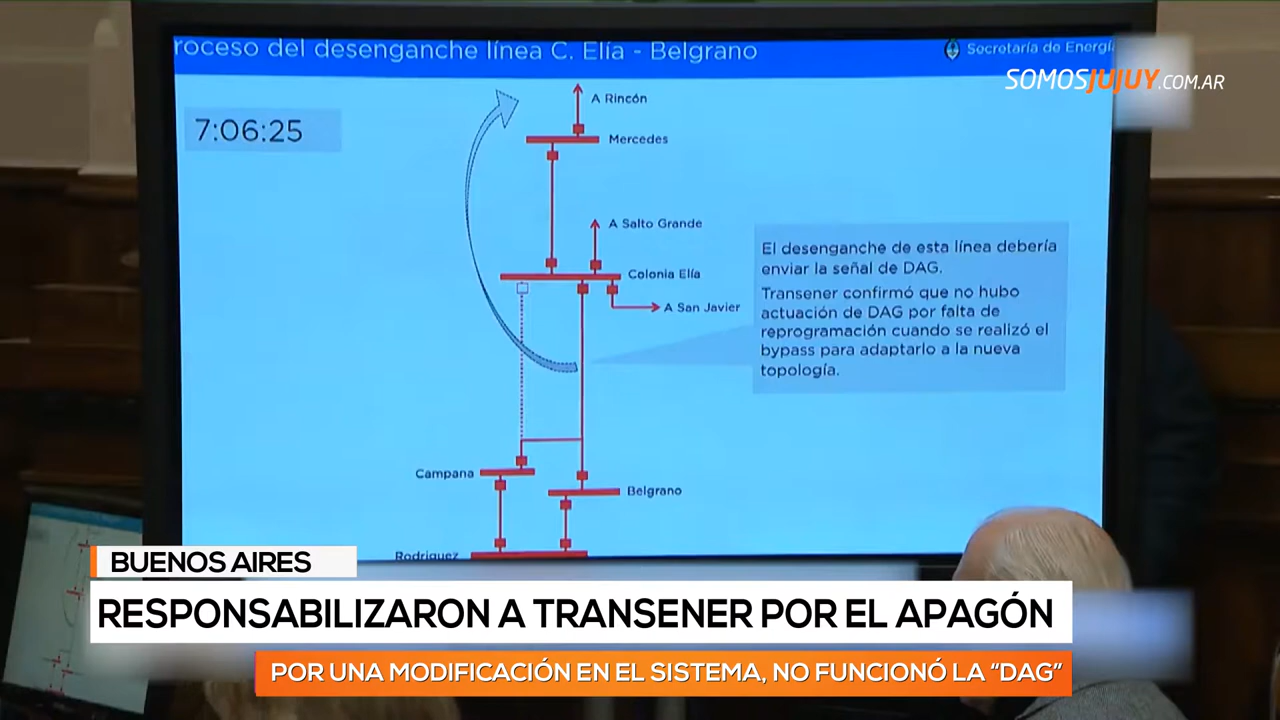 roceso del desenganche línea C. Elía - Belgrano
Secretaría de Energía
SOMOSJUJUY.COM.AR
7:06:25
A Rincón
Mercedes
A Salto Grande
Colonia Elía
A San Javier
El desenganche de esta línea debería
enviar la señal de DAG.
Transener confirmó que no hubo
actuación de DAG por falta de
reprogramación cuando se realizó el
bypass para adaptarlo a la nueva
topología.
Campana
Belgrano
Rodriguez
BUENOS AIRES
RESPONSABILIZARON A TRANSENER POR EL APAGÓN
POR UNA MODIFICACIÓN EN EL SISTEMA, NO FUNCIONÓ LA “DAG”